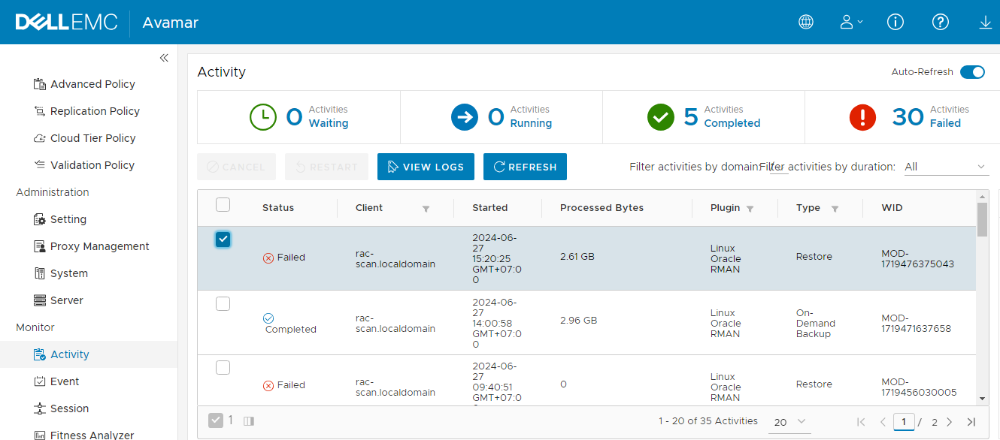 DELLEMC Avamar
Advanced Policy
Replication Policy
Cloud Tier Policy
Validation Policy
Administration
Setting
Proxy Management
System
Server
Monitor
Activity
Event
Session
Fitness Analyzer
Activity
Auto-Refresh
0 Activities Waiting
0 Activities Running
5 Activities Completed
30 Activities Failed
CANCEL RESTART VIEW LOGS REFRESH
Filter activities by domain: /
Filter activities by duration: All
Status Client Started Processed Bytes Plugin Type WID
Failed
rac-
scan.localdomain
2024-06-
27
15:20:25
GMT+07:0
0
2.61 GB
Linux
Oracle
RMAN
Restore
MOD-
1719476375043
Completed
rac-
scan.localdomain
2024-06-
27
14:00:58
GMT+07:0
0
2.96 GB
Linux
Oracle
RMAN
On-
Demand
Backup
MOD-
1719471637658
Failed
rac-
scan.localdomain
2024-06-
27
09:40:51
GMT+07:0
0
Linux
Oracle
RMAN
Restore
MOD-
1719456030005
1
1 - 20 of 35 Activities 20 1 / 2